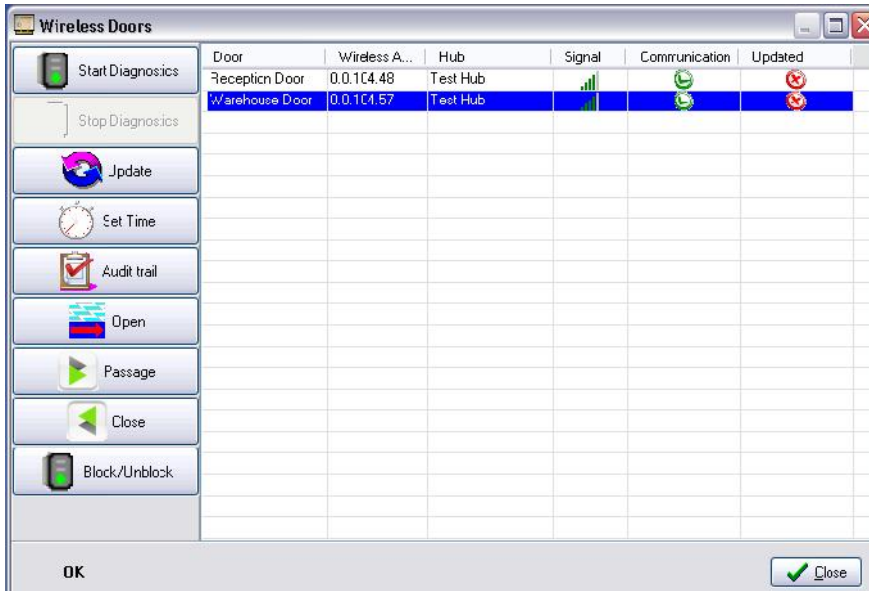 Wireless Doors
Start Diagnostics
Stop Diagnostics
Update
Set Time
Audit trail
Open
Passage
Close
Block/Unblock
Door Wireless A... Hub Signal Communication Updated
Reception Door 0.0.104.48 Test Hub
Warehouse Door 0.0.104.57 Test Hub
OK
Close